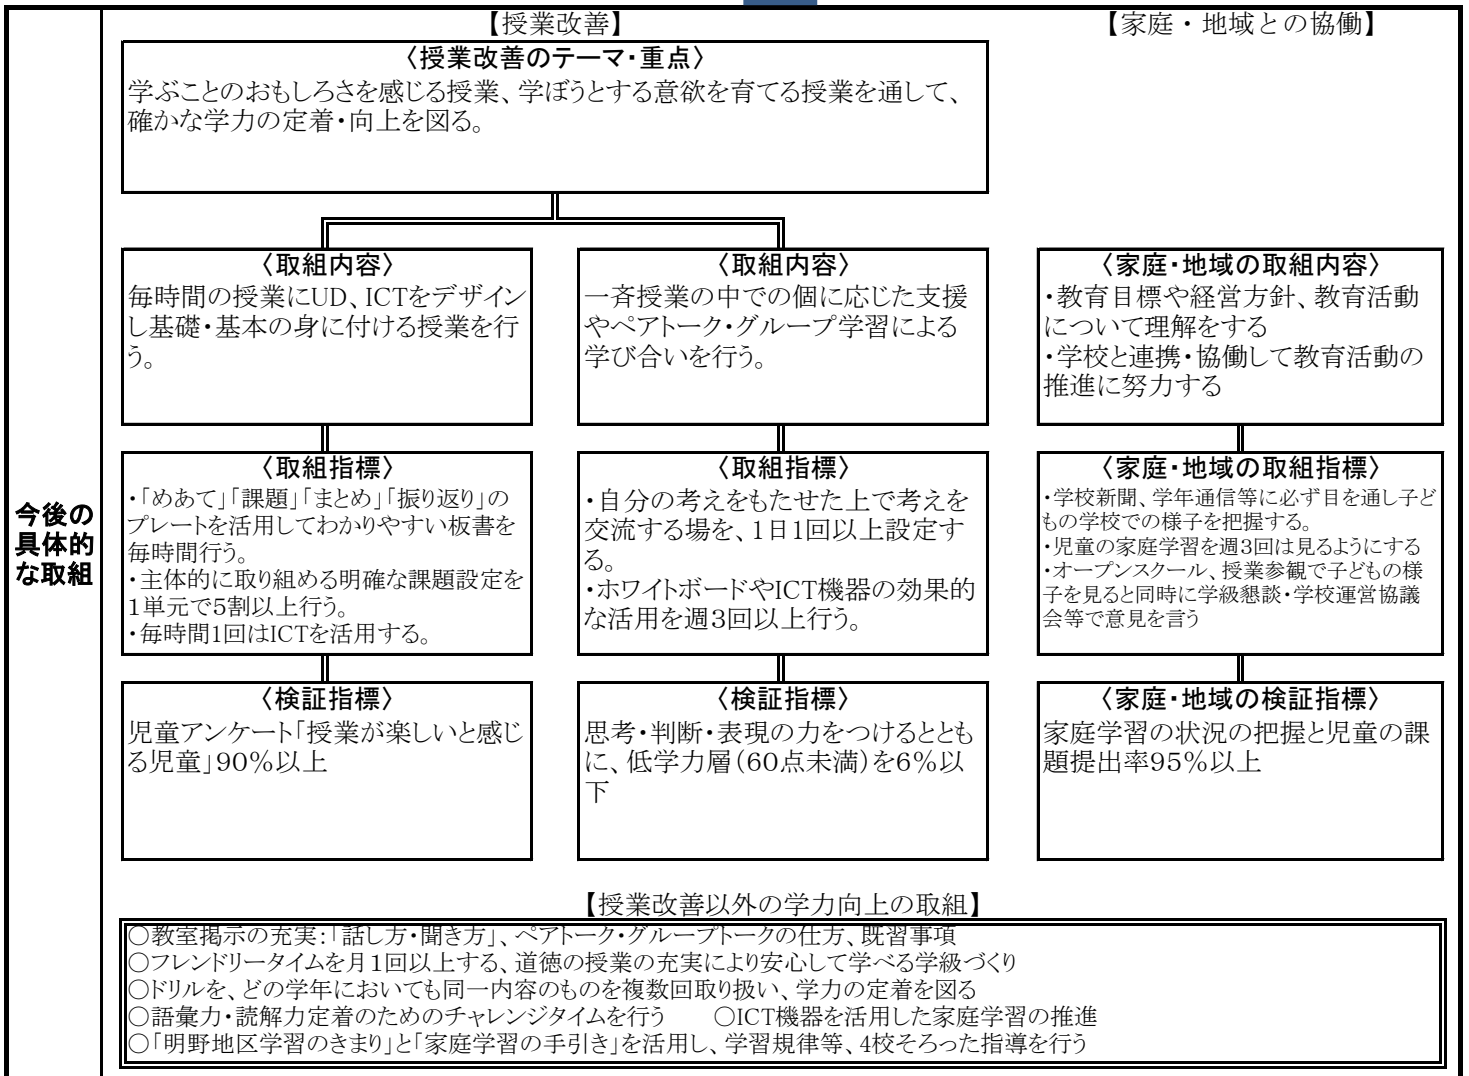 【授業改善】
【家庭・地域との協働】
〈授業改善のテーマ・重点〉
学ぶことのおもしろさを感じる授業、学ぼうとする意欲を育てる授業を通して、
確かな学力の定着・向上を図る。
〈取組内容〉
毎時間の授業にUD、ICTをデザイン
し基礎・基本の身に付ける授業を行
う。
〈取組内容〉
一斉授業の中での個に応じた支援
やペアトーク・グループ学習による
学び合いを行う。
〈家庭・地域の取組内容〉
・教育目標や経営方針、教育活動
について理解をする
・学校と連携・協働して教育活動の
推進に努力する
今後の
具体的
な取組
〈取組指標〉
・「めあて」「課題」「まとめ」「振り返り」の
プレートを活用してわかりやすい板書を
毎時間行う。
・主体的に取り組める明確な課題設定を
1単元で5割以上行う。
・毎時間1回はICTを活用する。
〈取組指標〉
・自分の考えをもたせた上で考えを
交流する場を、1日1回以上設定す
る。
・ホワイトボードやICT機器の効果的
な活用を週3回以上行う。
〈家庭・地域の取組指標〉
・学校新聞、学年通信等に必ず目を通し子ど
もの学校での様子を把握する。
・児童の家庭学習を週3回は見るようにする
・オープンスクール、授業参観で子どもの様
子を見ると同時に学級懇談・学校運営協議
会等で意見を言う
〈検証指標〉
児童アンケート「授業が楽しいと感じ
る児童」90%以上
〈検証指標〉
思考・判断・表現の力をつけるととも
に、低学力層(60点未満)を6%以
下
〈家庭・地域の検証指標〉
家庭学習の状況の把握と児童の課
題提出率95%以上
【授業改善以外の学力向上の取組】
○教室掲示の充実:「話し方・聞き方」、ペアトーク・グループトークの仕方、既習事項
○フレンドリータイムを月1回以上する、道徳の授業の充実により安心して学べる学級づくり
○ドリルを、どの学年においても同一内容のものを複数回取り扱い、学力の定着を図る
○語彙力・読解力定着のためのチャレンジタイムを行う　○ICT機器を活用した家庭学習の推進
○「明野地区学習のきまり」と「家庭学習の手引き」を活用し、学習規律等、4校そろった指導を行う